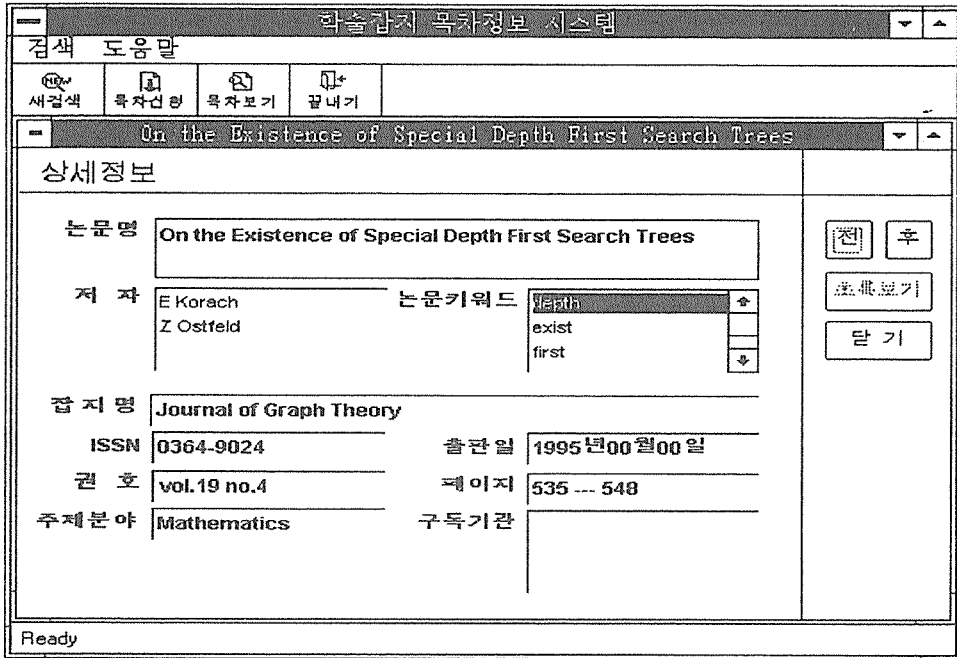 학술잡지 목차정보 시스템
검색 도움말
새검색 목차신청 목차보기 끝내기
On the Existence of Special Depth First Search Trees
상세정보
논문명 On the Existence of Special Depth First Search Trees
전 후
저 자 E Korach 논문키워드 depth
Z Ostfeld exist
first
닫 기
잡지명 Journal of Graph Theory
ISSN 0364-9024 출판일 1995년00월00일
권 호 vol.19 no.4 페이지 535 --- 548
주제분야 Mathematics 구독기관
Ready